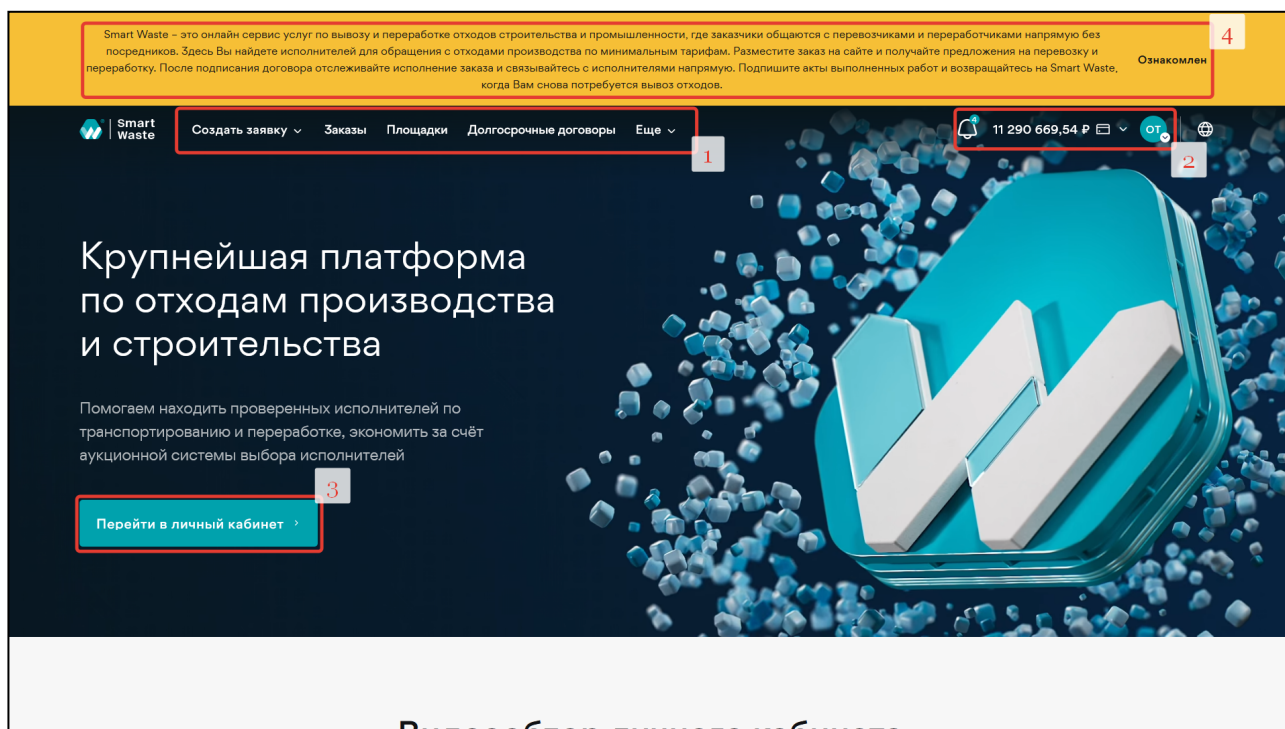 Smart Waste – это онлайн сервис услуг по вывозу и переработке отходов строительства и промышленности, где заказчики общаются с перевозчиками и переработчиками напрямую без
посредников. Здесь Вы найдете исполнителей для обращения с отходами производства по минимальным тарифам. Разместите заказ на сайте и получайте предложения на перевозку и
переработку. После подписания договора отслеживайте исполнение заказа и связывайтесь с исполнителями напрямую. Подпишите акты выполненных работ и возвращайтесь на Smart Waste,
когда Вам снова потребуется вывоз отходов.
Ознакомлен
4
Smart
Waste
Создать заявку Заказы Площадки Долгосрочные договоры Еще
1
4
11 290 669,54 ₽
ОТ
2
Крупнейшая платформа
по отходам производства
и строительства
Помогаем находить проверенных исполнителей по
транспортированию и переработке, экономить за счёт
аукционной системы выбора исполнителей
3
Перейти в личный кабинет
Видеообзор личного кабинета